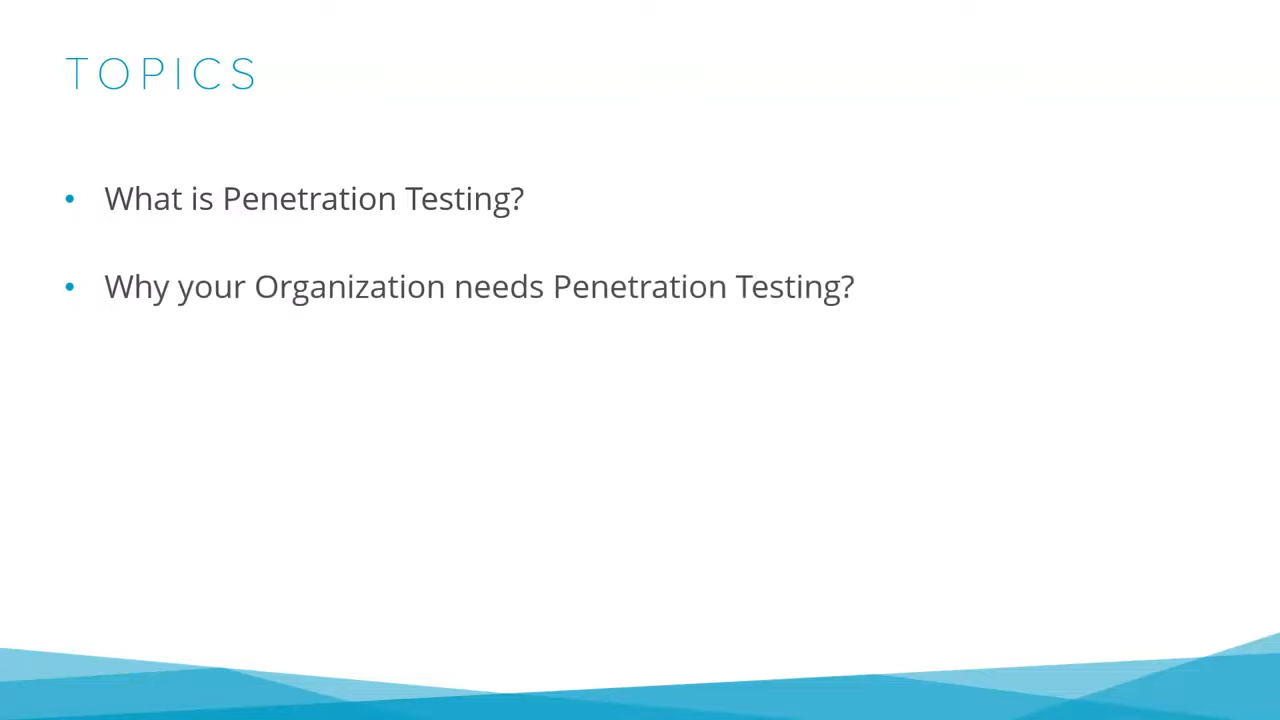 TOPICS
• What is Penetration Testing?
• Why your Organization needs Penetration Testing?